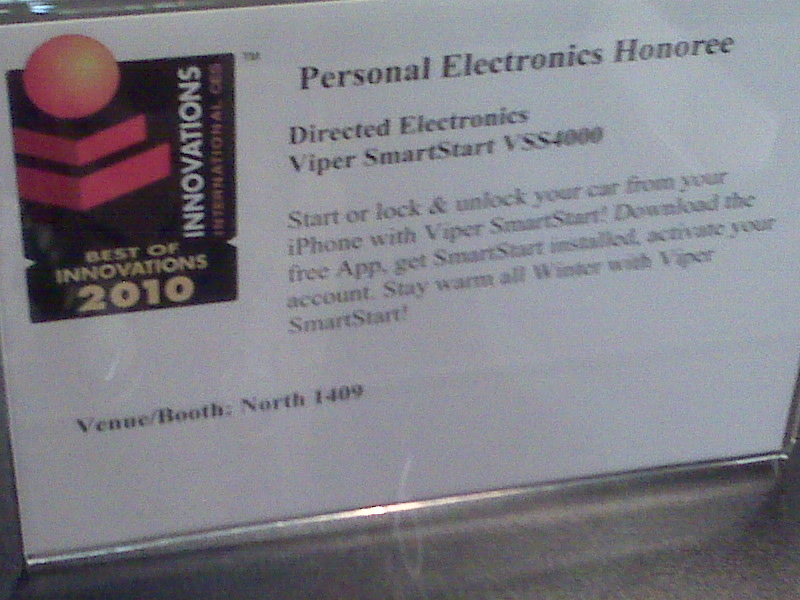 Personal Electronics Honoree
Directed Electronics
Viper SmartStart VSS4000
Start or lock & unlock your car from your
iPhone with Viper SmartStart! Download the
free App, get SmartStart installed, activate your
account. Stay warm all Winter with Viper
SmartStart!
Venue/Booth: North 1409
INNOVATIONS
INTERNATIONAL CES
TM
BEST OF
INNOVATIONS
2010